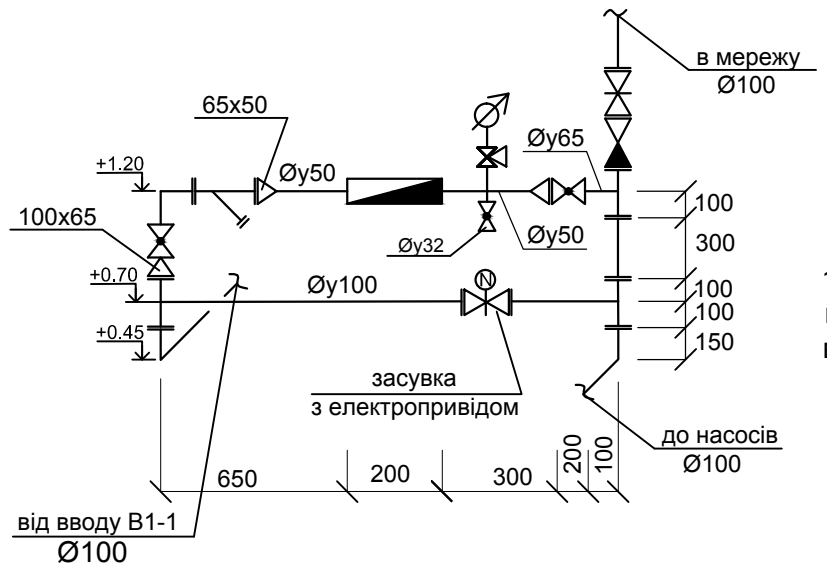 в мережу
Ø100
65x50
+1.20
Øy50
Øy65
100x65
Øy32
Øy50
100
300
+0.70
Øy100
N
100
100
+0.45
150
засувка
з електропривідом
до насосів
Ø100
650
200
300
200
100
від вводу В1-1
Ø100